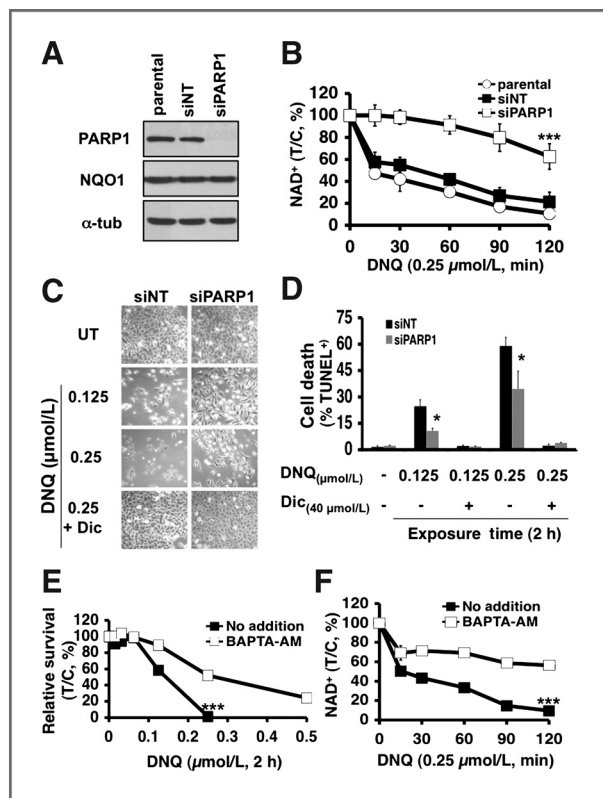 A
parental
siNT
siPARP1
PARP1
NQO1
α-tub
B
parental
siNT
siPARP1
NAD⁺ (T/C, %)
120
100
80
60
40
20
0
***
0 30 60 90 120
DNQ (0.25 µmol/L, min)
C
siNT siPARP1
UT
0.125
0.25
0.25
+ Dic
DNQ (µmol/L)
D
siNT
siPARP1
Cell death
(% TUNEL⁺)
75
60
45
30
15
0
*
*
DNQ(µmol/L) - 0.125 0.125 0.25 0.25
Dic(40 µmol/L) - - + - +
Exposure time (2 h)
E
No addition
BAPTA-AM
Relative survival
(T/C, %)
120
100
80
60
40
20
0
***
0 0.1 0.2 0.3 0.4 0.5
DNQ (µmol/L, 2 h)
F
No addition
BAPTA-AM
NAD⁺ (T/C, %)
120
100
80
60
40
20
0
***
0 30 60 90 120
DNQ (0.25 µmol/L, min)